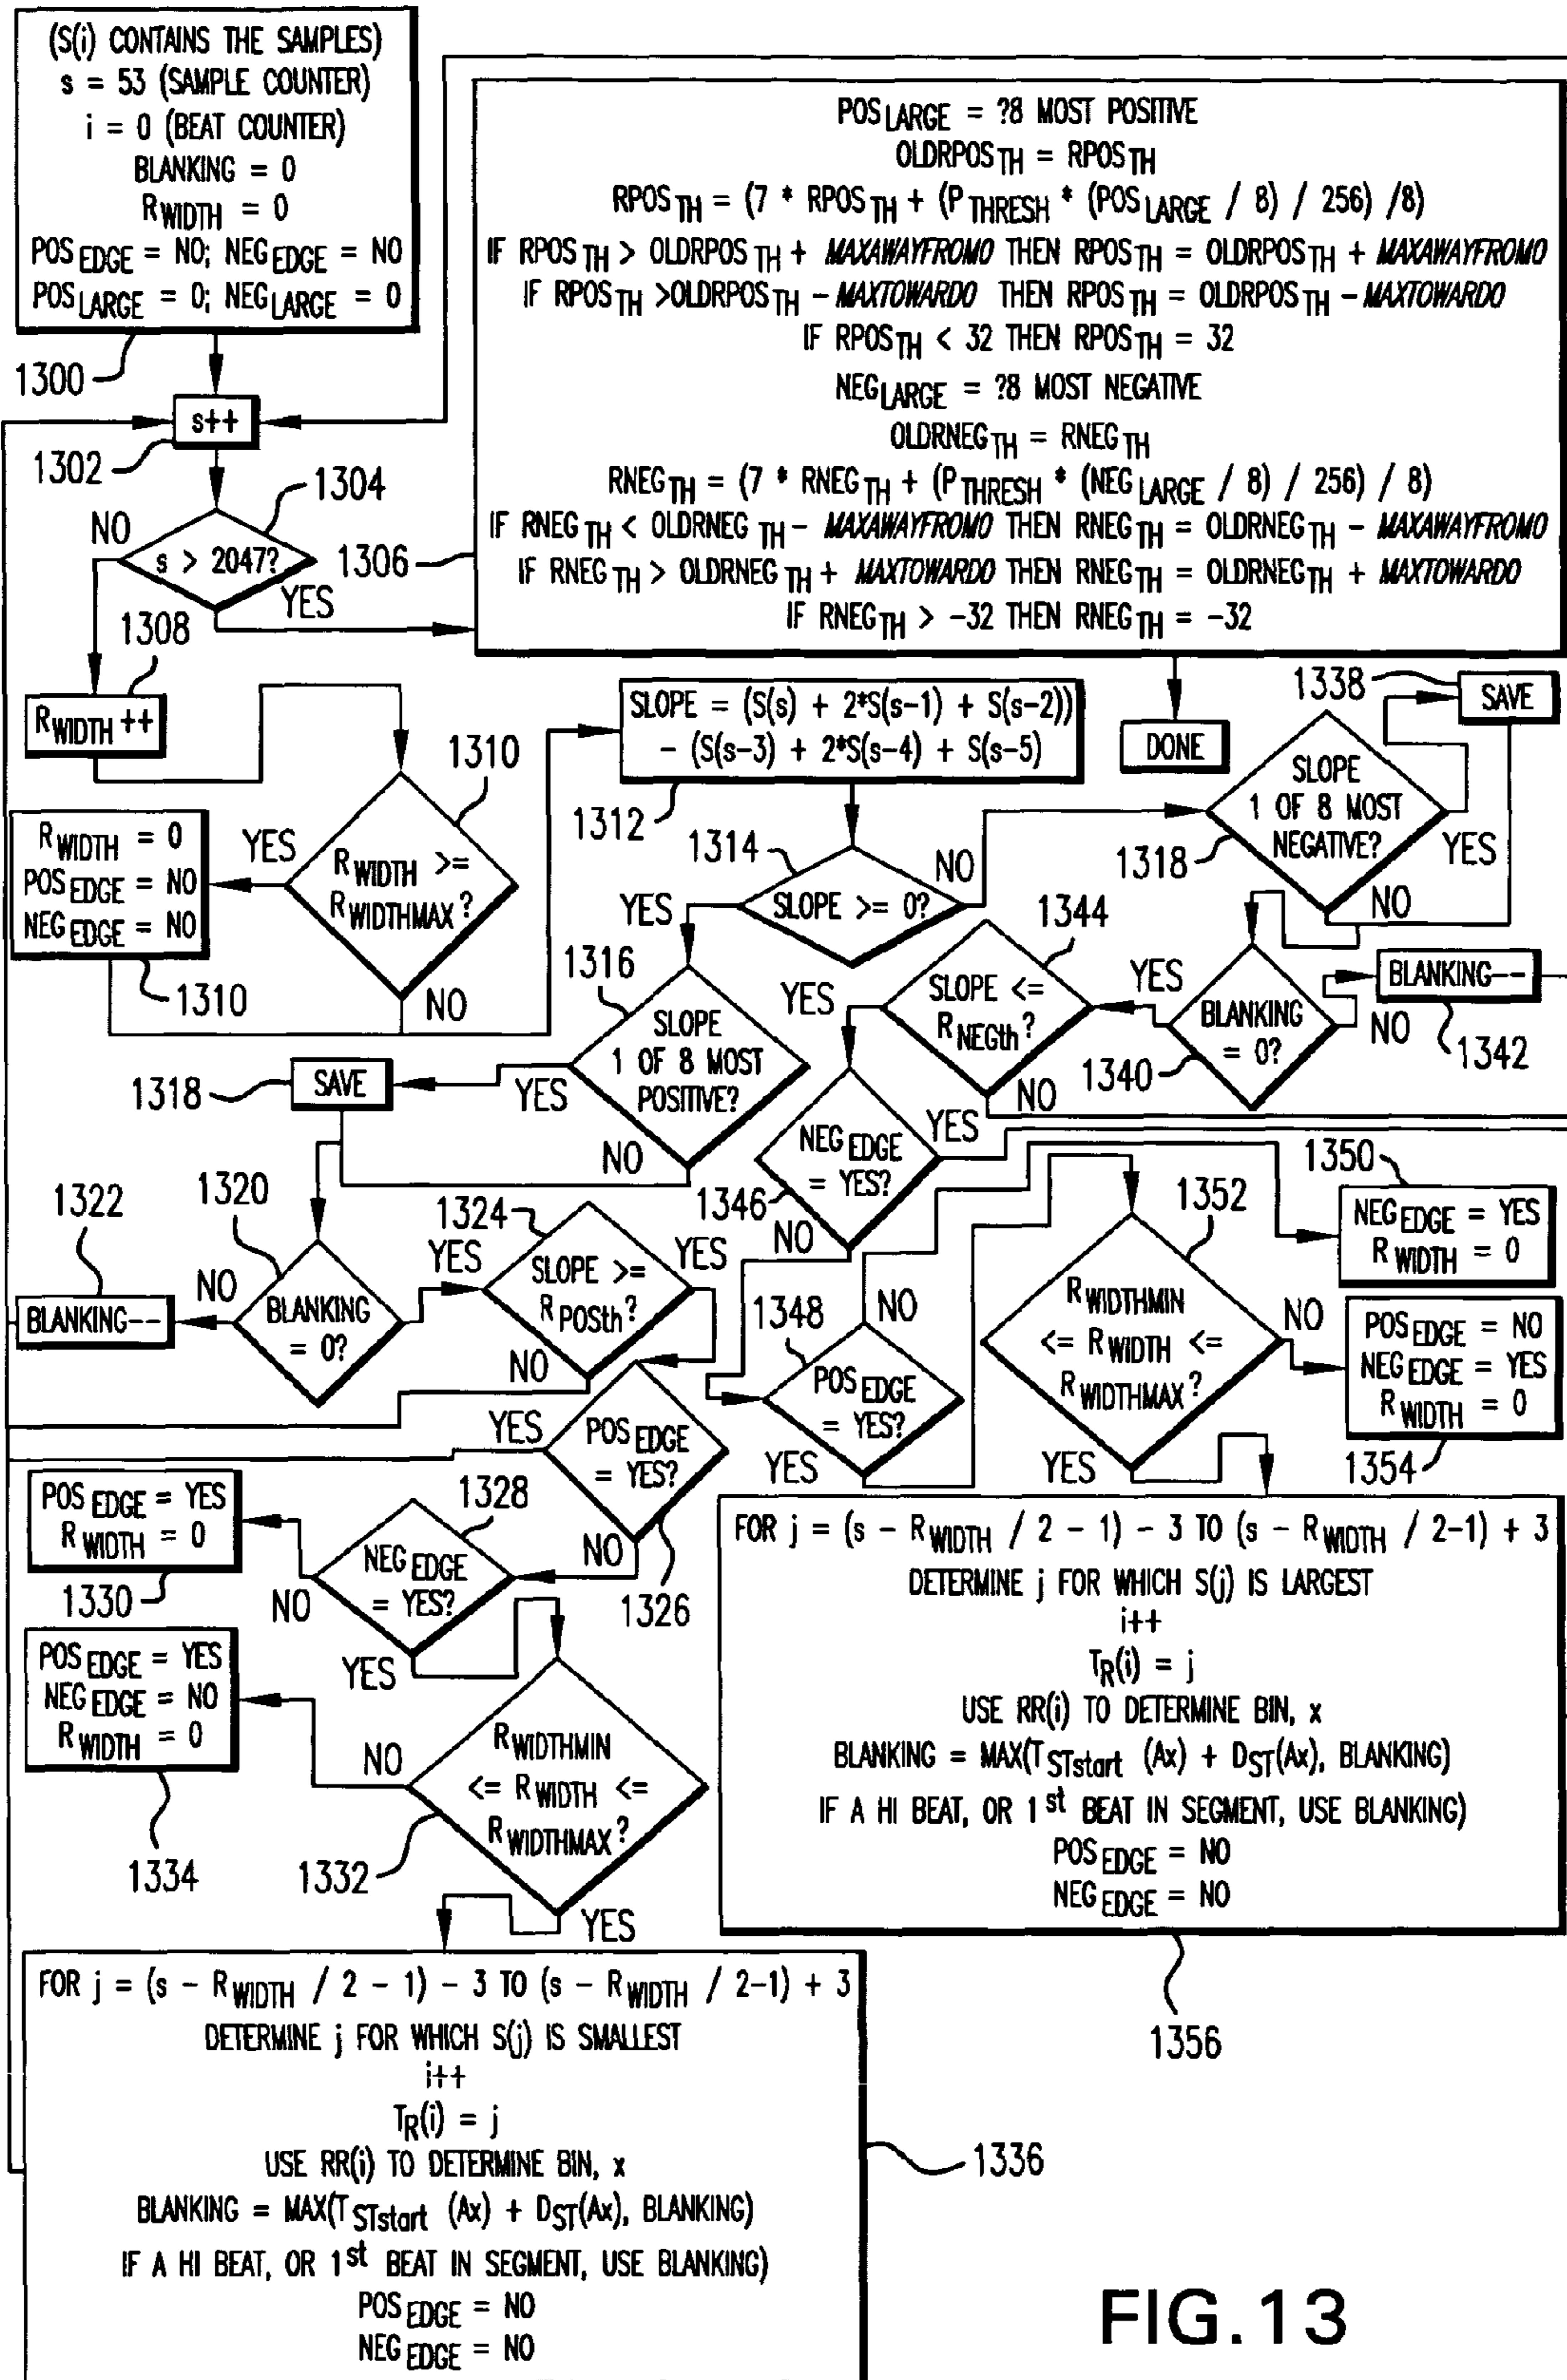 (S(i) CONTAINS THE SAMPLES)
s = 53 (SAMPLE COUNTER)
i = 0 (BEAT COUNTER)
BLANKING = 0
RWIDTH = 0
POSEDGE = NO; NEGEDGE = NO
POSLARGE = 0; NEGLARGE = 0
1300
s++
1302
1304
NO
s > 2047?
YES
1306
POSLARGE = ?8 MOST POSITIVE
OLDRPOSTH = RPOSTH
RPOSTH = (7 * RPOSTH + (PTHRESH * (POSLARGE / 8) / 256) /8)
IF RPOSTH > OLDRPOSTH + MAXAWAYFROM0 THEN RPOSTH = OLDRPOSTH + MAXAWAYFROM0
IF RPOSTH >OLDRPOSTH - MAXTOWARD0 THEN RPOSTH = OLDRPOSTH - MAXTOWARD0
IF RPOSTH < 32 THEN RPOSTH = 32
NEGLARGE = ?8 MOST NEGATIVE
OLDRNEGTH = RNEGTH
RNEGTH = (7 * RNEGTH + (PTHRESH * (NEGLARGE / 8) / 256) / 8)
IF RNEGTH < OLDRNEGTH - MAXAWAYFROM0 THEN RNEGTH = OLDRNEGTH - MAXAWAYFROM0
IF RNEGTH > OLDRNEGTH + MAXTOWARD0 THEN RNEGTH = OLDRNEGTH + MAXTOWARD0
IF RNEGTH > -32 THEN RNEGTH = -32
1308
RWIDTH ++
1310
RWIDTH >=
RWIDTHMAX ?
YES
NO
RWIDTH = 0
POSEDGE = NO
NEGEDGE = NO
1310
SLOPE = (S(s) + 2*S(s-1) + S(s-2))
- (S(s-3) + 2*S(s-4) + S(s-5)
1312
DONE
1338
SAVE
1314
SLOPE >= 0?
NO
YES
SLOPE
1 OF 8 MOST
NEGATIVE?
1318
YES
NO
1344
SLOPE <=
RNEGth ?
YES
NO
YES
BLANKING
= 0?
1340
NO
BLANKING--
1342
1316
SLOPE
1 OF 8 MOST
POSITIVE?
YES
NO
1318
SAVE
NEGEDGE
= YES?
1346
YES
NO
1320
1322
BLANKING--
NO
BLANKING
= 0?
YES
1324
SLOPE >=
RPOSth ?
YES
NO
1348
NO
POSEDGE
= YES?
YES
1352
RWIDTHMIN
<= RWIDTH <=
RWIDTHMAX ?
NO
YES
1350
NEGEDGE = YES
RWIDTH = 0
POSEDGE = NO
NEGEDGE = YES
RWIDTH = 0
1354
YES
POSEDGE
= YES?
NO
1326
1328
NEGEDGE
= YES?
NO
YES
POSEDGE = YES
RWIDTH = 0
1330
POSEDGE = YES
NEGEDGE = NO
RWIDTH = 0
1334
NO
RWIDTHMIN
<= RWIDTH <=
RWIDTHMAX ?
1332
YES
FOR j = (s - RWIDTH / 2 - 1) - 3 TO (s - RWIDTH / 2-1) + 3
DETERMINE j FOR WHICH S(j) IS LARGEST
i++
TR(i) = j
USE RR(i) TO DETERMINE BIN, x
BLANKING = MAX(TSTstart (Ax) + DST(Ax), BLANKING)
IF A HI BEAT, OR 1st BEAT IN SEGMENT, USE BLANKING)
POSEDGE = NO
NEGEDGE = NO
1356
FOR j = (s - RWIDTH / 2 - 1) - 3 TO (s - RWIDTH / 2-1) + 3
DETERMINE j FOR WHICH S(j) IS SMALLEST
i++
TR(i) = j
USE RR(i) TO DETERMINE BIN, x
BLANKING = MAX(TSTstart (Ax) + DST(Ax), BLANKING)
IF A HI BEAT, OR 1st BEAT IN SEGMENT, USE BLANKING)
POSEDGE = NO
NEGEDGE = NO
1336
FIG.13